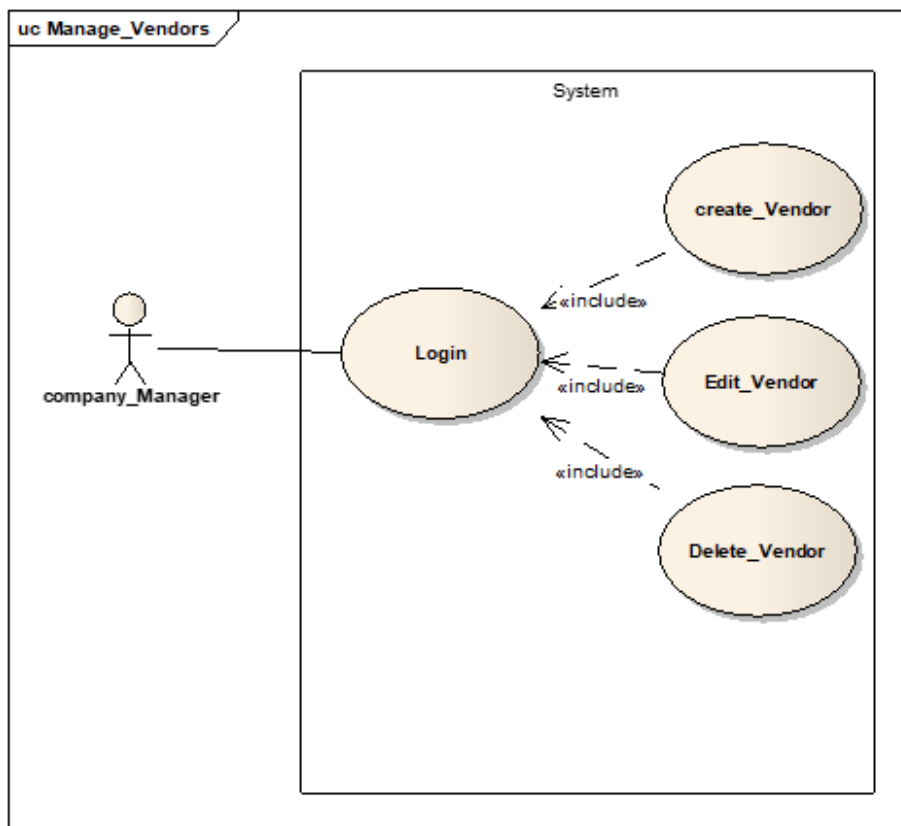 uc Manage_Vendors
System
create_Vendor
«include»
Login
company_Manager
«include»
Edit_Vendor
«include»
Delete_Vendor